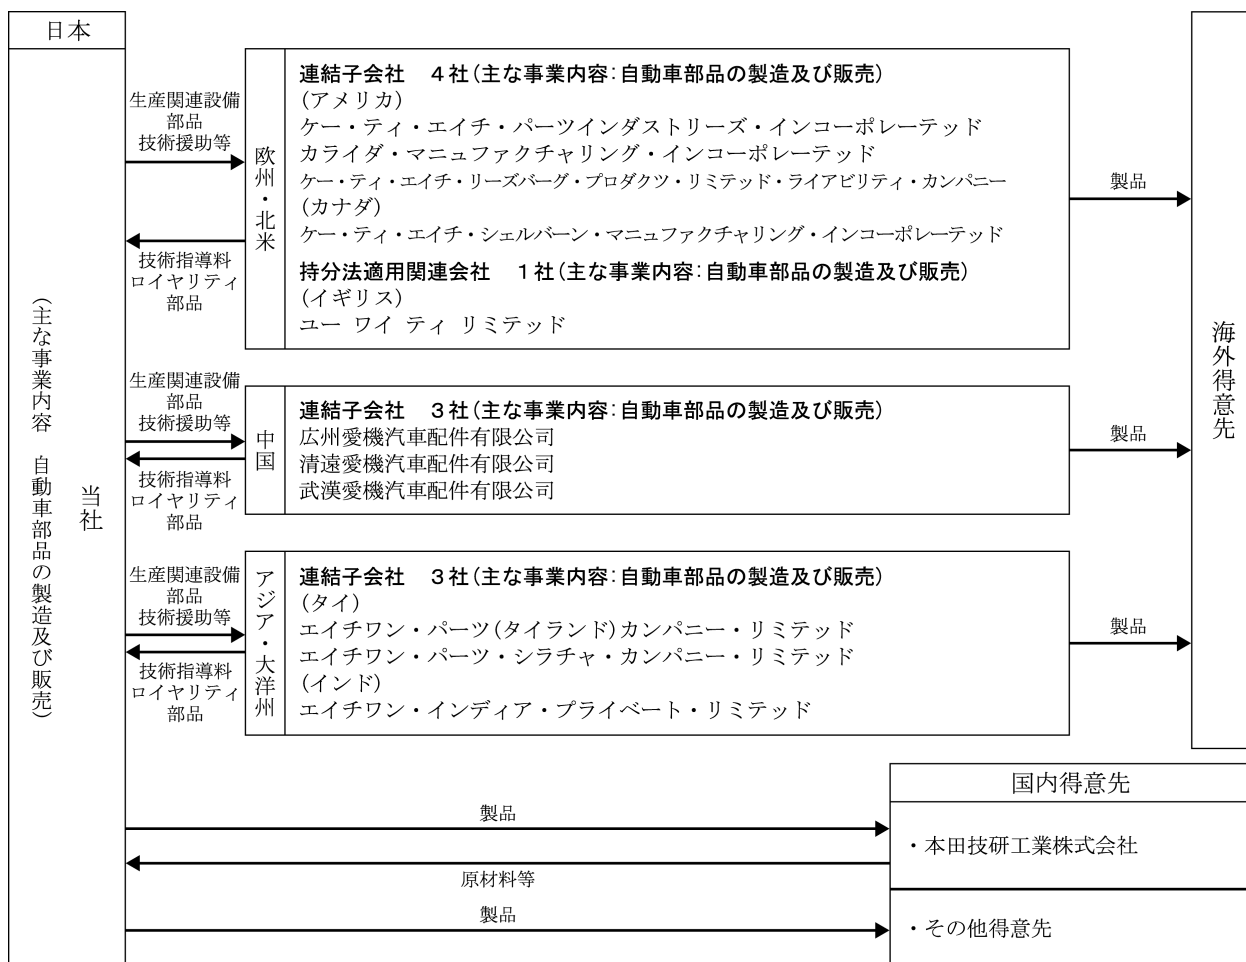 日本
当社
(主な事業内容 自動車部品の製造及び販売)
生産関連設備
部品
技術援助等
技術指導料
ロイヤリティ
部品
欧州・北米
連結子会社 4社(主な事業内容:自動車部品の製造及び販売)
(アメリカ)
ケー・ティ・エイチ・パーツインダストリーズ・インコーポレーテッド
カライダ・マニュファクチャリング・インコーポレーテッド
ケー・ティ・エイチ・リーズバーグ・プロダクツ・リミテッド・ライアビリティ・カンパニー
(カナダ)
ケー・ティ・エイチ・シェルバーン・マニュファクチャリング・インコーポレーテッド
持分法適用関連会社 1社(主な事業内容:自動車部品の製造及び販売)
(イギリス)
ユー ワイ ティ リミテッド
製品
生産関連設備
部品
技術援助等
技術指導料
ロイヤリティ
部品
中国
連結子会社 3社(主な事業内容:自動車部品の製造及び販売)
広州愛機汽車配件有限公司
清遠愛機汽車配件有限公司
武漢愛機汽車配件有限公司
製品
生産関連設備
部品
技術援助等
技術指導料
ロイヤリティ
部品
アジア・大洋州
連結子会社 3社(主な事業内容:自動車部品の製造及び販売)
(タイ)
エイチワン・パーツ(タイランド)カンパニー・リミテッド
エイチワン・パーツ・シラチャ・カンパニー・リミテッド
(インド)
エイチワン・インディア・プライベート・リミテッド
製品
海外得意先
国内得意先
製品
・本田技研工業株式会社
原材料等
製品
・その他得意先